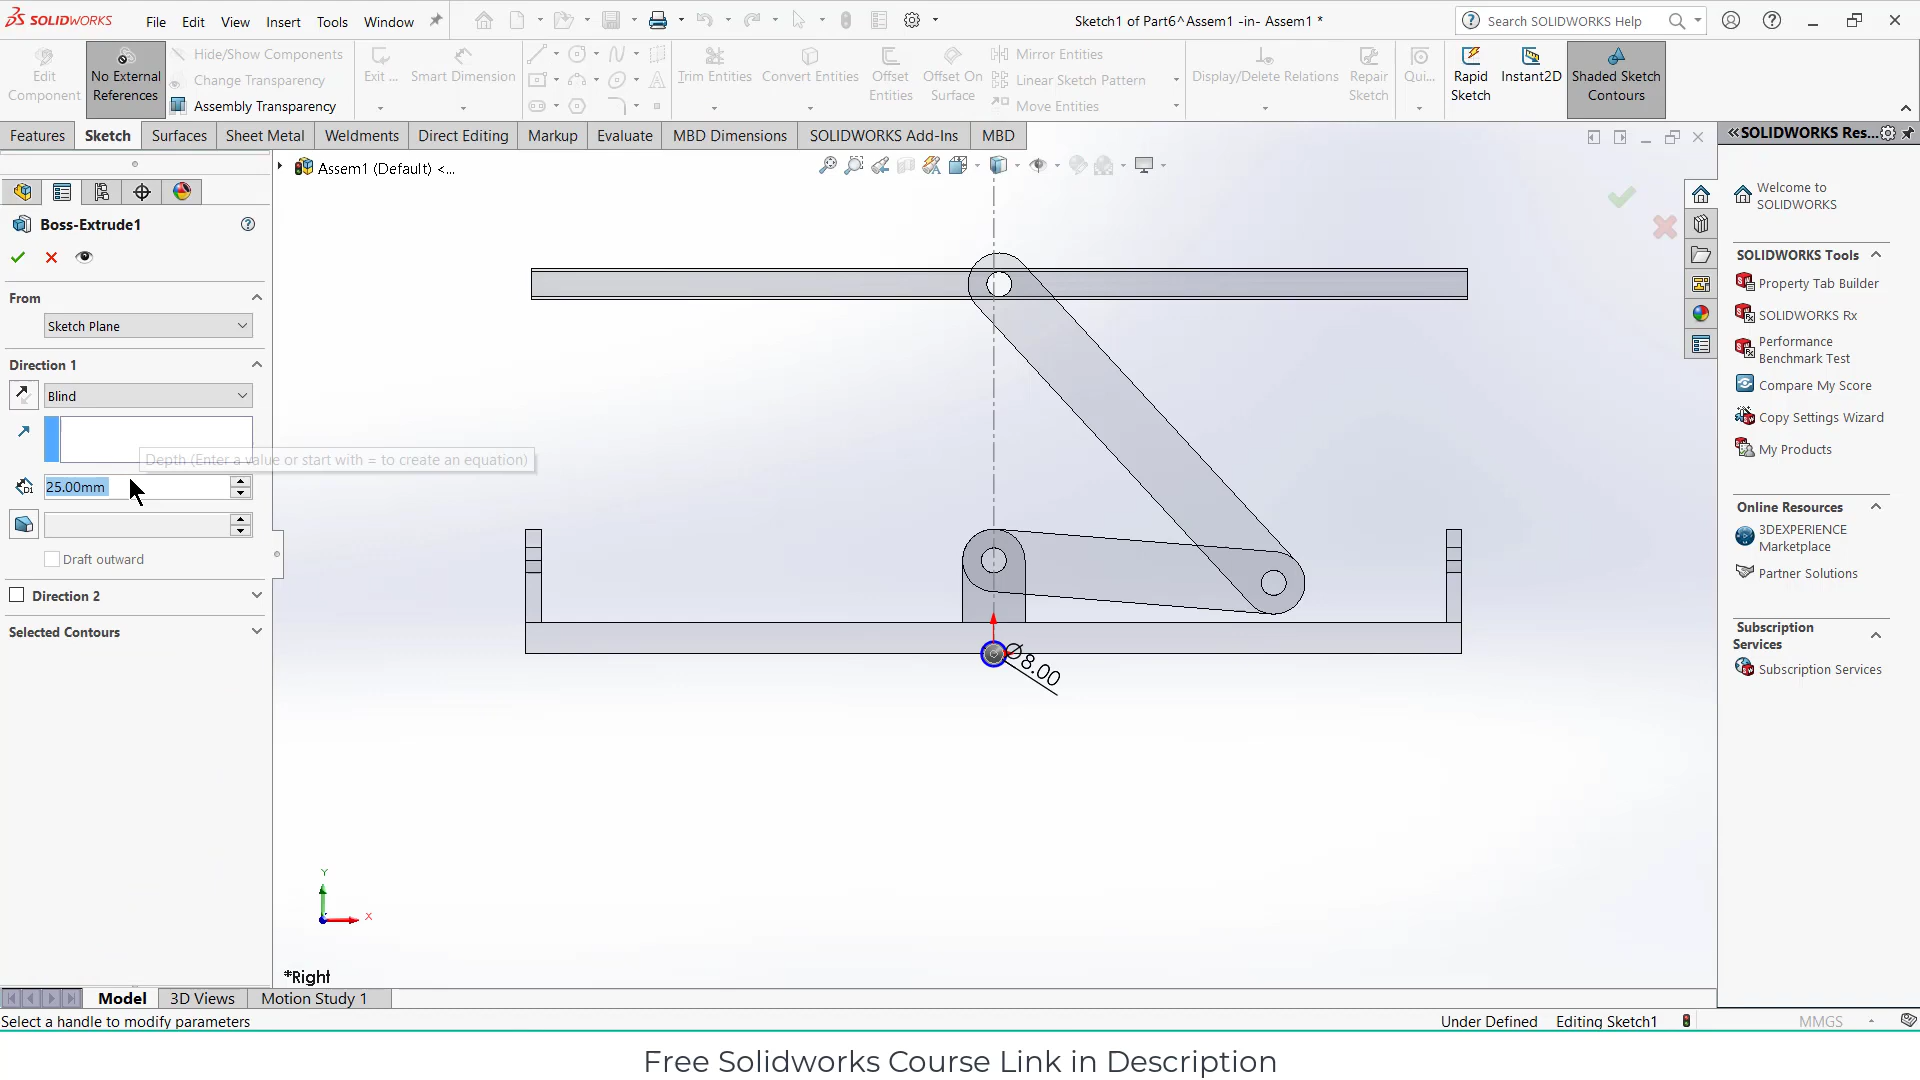 SOLIDWORKS File Edit View Insert Tools Window Sketch1 of Part6^Assem1 -in- Assem1 * Search SOLIDWORKS Help
Edit Component
No External References
Hide/Show Components
Change Transparency
Assembly Transparency
Exit ...
Smart Dimension
Trim Entities
Convert Entities
Offset Entities
Offset On Surface
Mirror Entities
Linear Sketch Pattern
Move Entities
Display/Delete Relations
Repair Sketch
Qui...
Rapid Sketch
Instant2D
Shaded Sketch Contours
Features Sketch Surfaces Sheet Metal Weldments Direct Editing Markup Evaluate MBD Dimensions SOLIDWORKS Add-Ins MBD
SOLIDWORKS Res...
Assem1 (Default) <...
Boss-Extrude1
From
Sketch Plane
Direction 1
Blind
Depth (Enter a value or start with = to create an equation)
25.00mm
Draft outward
Direction 2
Selected Contours
Ø8.00
Y
X
*Right
Welcome to
SOLIDWORKS
SOLIDWORKS Tools
Property Tab Builder
SOLIDWORKS Rx
Performance
Benchmark Test
Compare My Score
Copy Settings Wizard
My Products
Online Resources
3DEXPERIENCE
Marketplace
Partner Solutions
Subscription
Services
Subscription Services
Model 3D Views Motion Study 1
Select a handle to modify parameters Under Defined Editing Sketch1 MMGS
Free Solidworks Course Link in Description